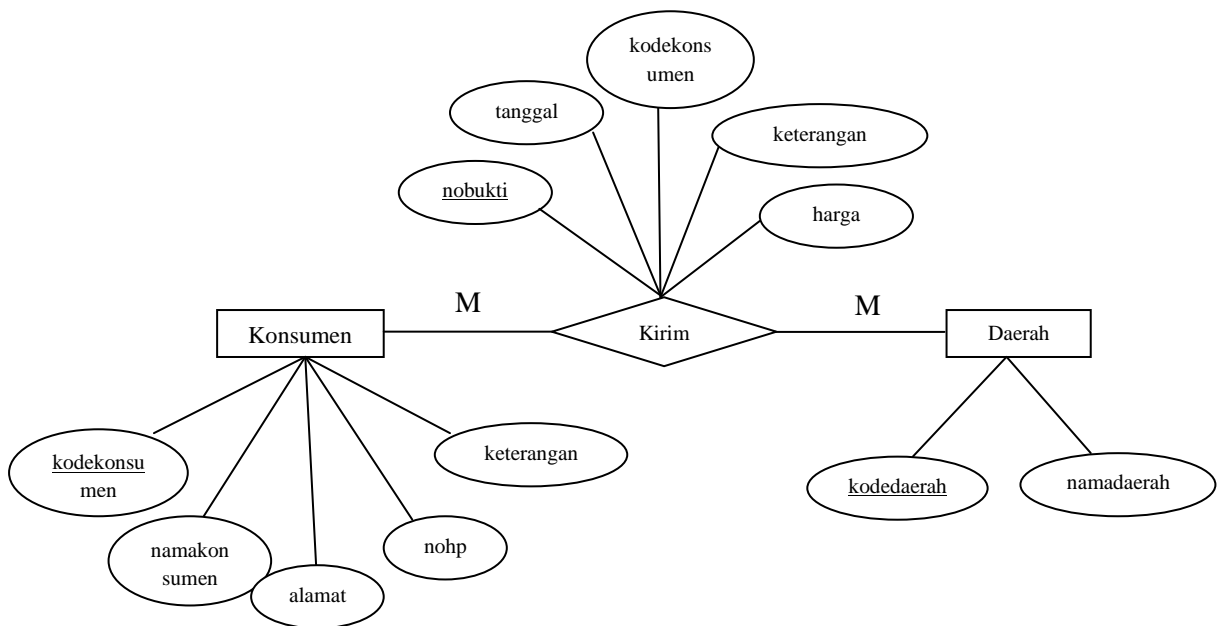 kodekons
umen
tanggal
keterangan
nobukti
harga
M
M
Konsumen
Kirim
Daerah
kodekonsu
men
keterangan
kodedaerah
namadaerah
namakon
sumen
nohp
alamat